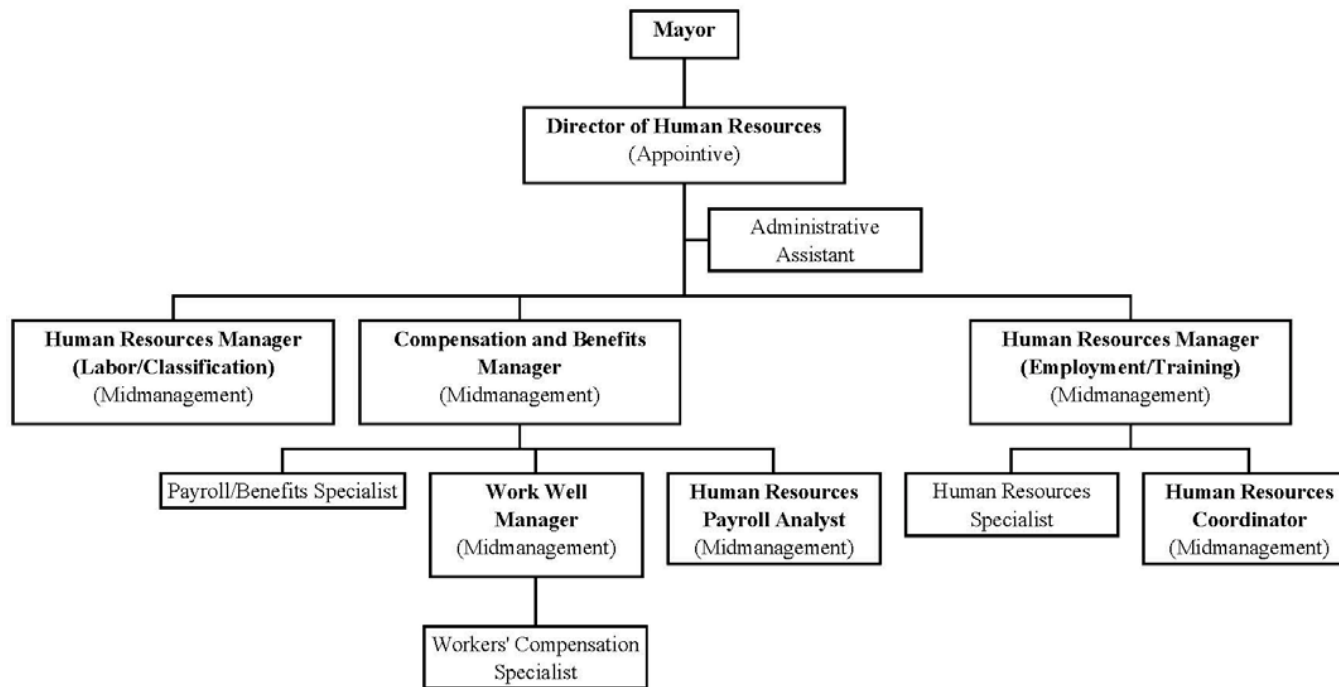 Mayor
Director of Human Resources
(Appointive)
Administrative
Assistant
Human Resources Manager
(Labor/Classification)
(Midmanagement)
Compensation and Benefits
Manager
(Midmanagement)
Human Resources Manager
(Employment/Training)
(Midmanagement)
Payroll/Benefits Specialist
Work Well
Manager
(Midmanagement)
Human Resources
Payroll Analyst
(Midmanagement)
Human Resources
Specialist
Human Resources
Coordinator
(Midmanagement)
Workers' Compensation
Specialist